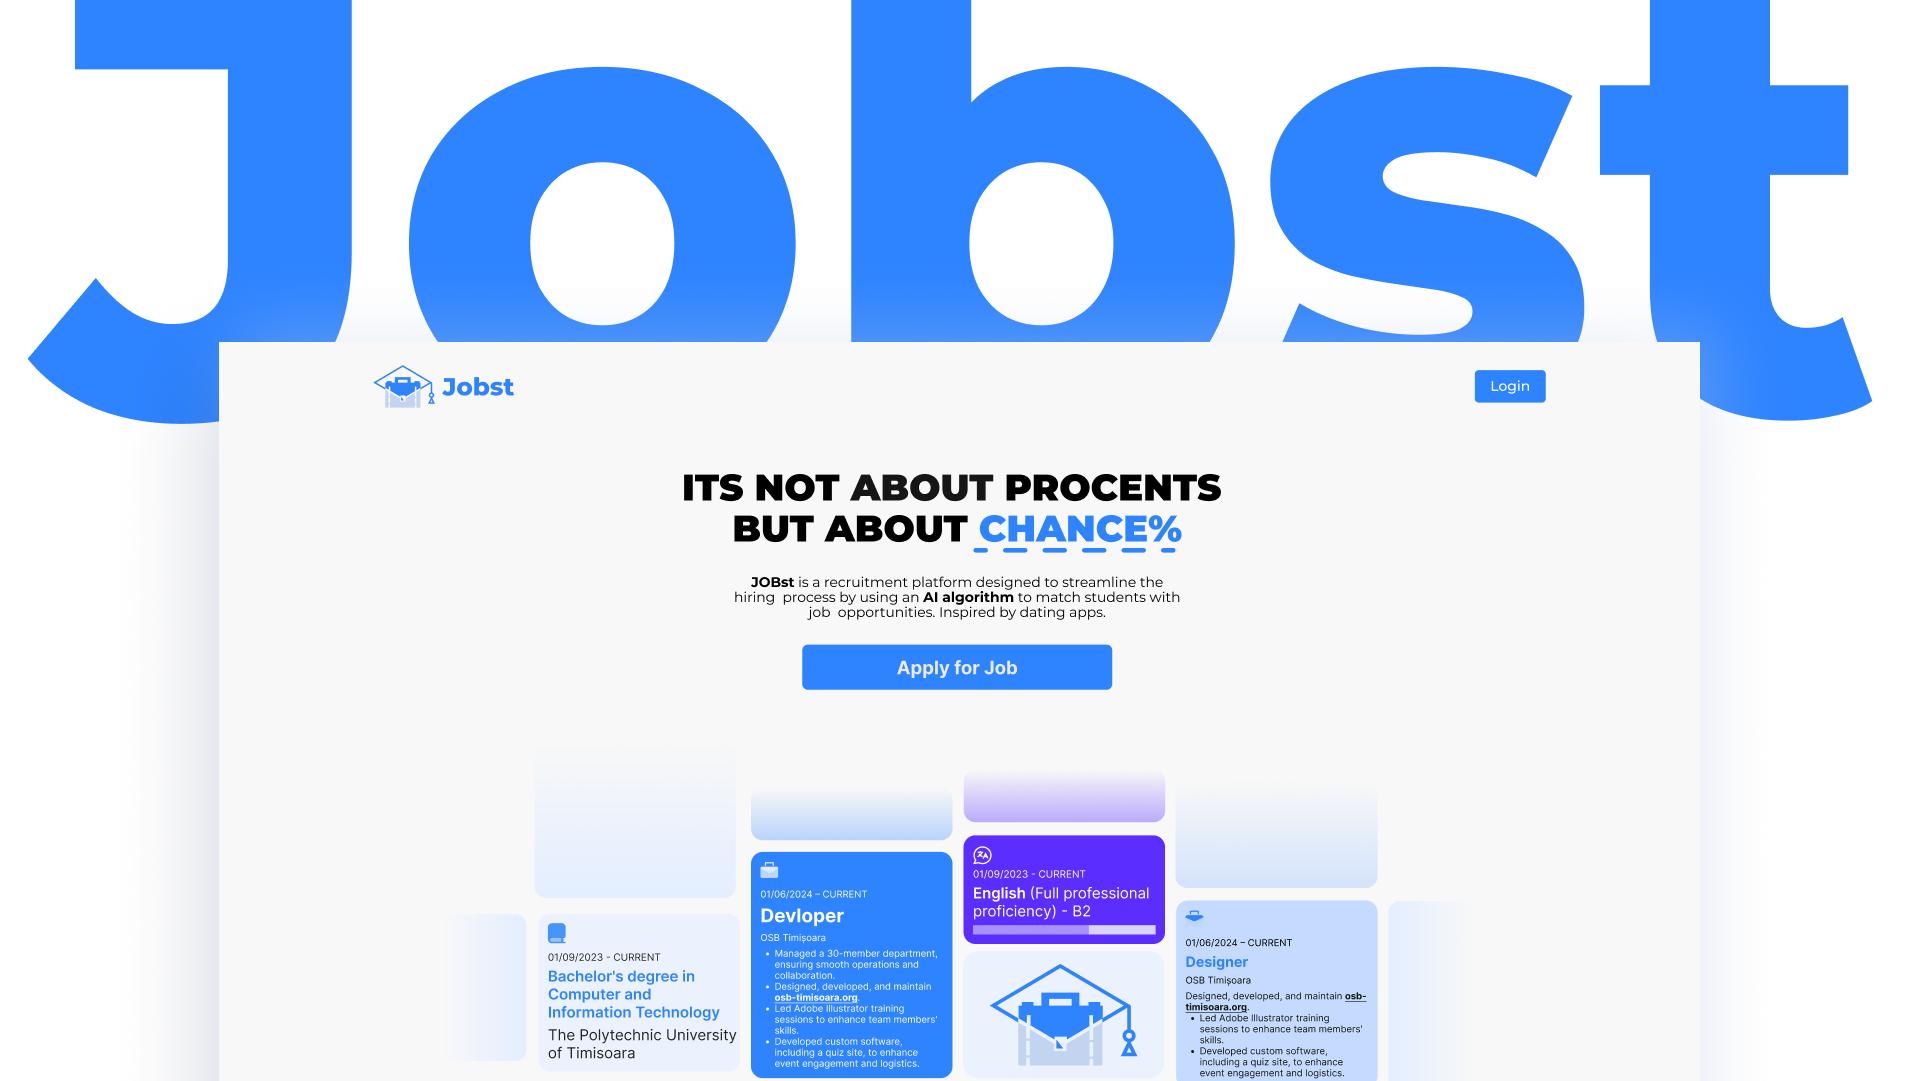 Jobst
Jobst
Login
ITS NOT ABOUT PROCENTS
BUT ABOUT CHANCE%
JOBst is a recruitment platform designed to streamline the
hiring process by using an AI algorithm to match students with
job opportunities. Inspired by dating apps.
Apply for Job
01/09/2023 - CURRENT
Bachelor's degree in
Computer and
Information Technology
The Polytechnic University
of Timisoara
01/06/2024 – CURRENT
Devloper
OSB Timișoara
• Managed a 30-member department,
ensuring smooth operations and
collaboration.
• Designed, developed, and maintain
osb-timisoara.org.
• Led Adobe Illustrator training
sessions to enhance team members'
skills.
• Developed custom software,
including a quiz site, to enhance
event engagement and logistics.
01/09/2023 - CURRENT
English (Full professional
proficiency) - B2
01/06/2024 – CURRENT
Designer
OSB Timișoara
Designed, developed, and maintain osb-
timisoara.org.
• Led Adobe Illustrator training
sessions to enhance team members'
skills.
• Developed custom software,
including a quiz site, to enhance
event engagement and logistics.